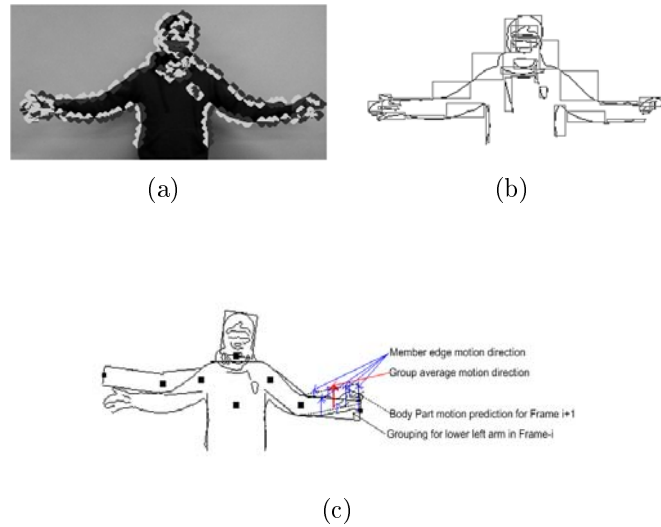 (a)
(b)
Member edge motion direction
Group average motion direction
Body Part motion prediction for Frame i+1
Grouping for lower left arm in Frame-i
(c)